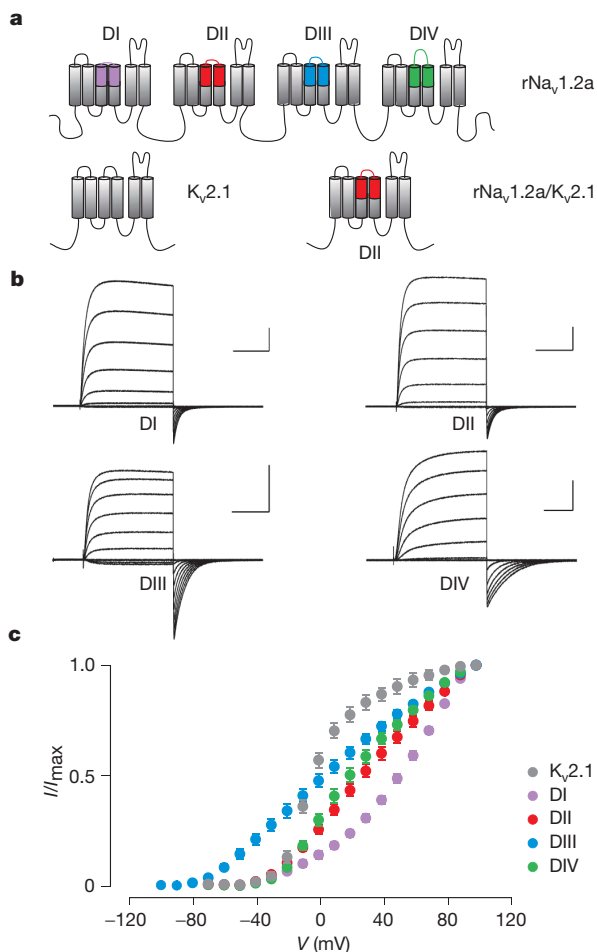 a
DI DII DIII DIV
rNaᵥ1.2a
Kᵥ2.1
rNaᵥ1.2a/Kᵥ2.1
DII
b
DI
DII
DIII
DIV
c
I/Imax
1.0
0.5
0
−120 −80 −40 0 40 80 120
V (mV)
Kᵥ2.1
DI
DII
DIII
DIV